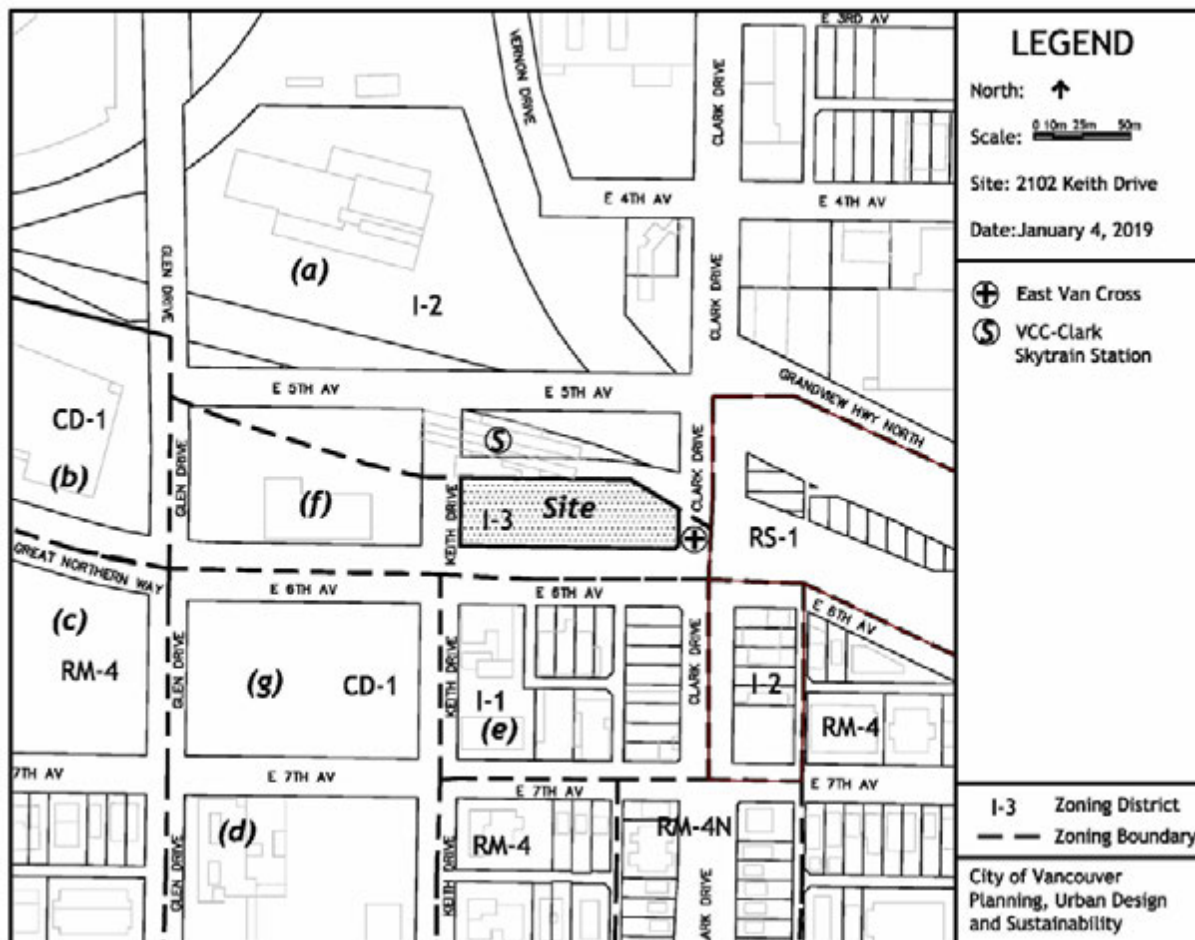 E 3RD AV
VERNON DRIVE
CLARK DRIVE
E 4TH AV
E 4TH AV
GLEN DRIVE
(a)
I-2
CLARK DRIVE
E 5TH AV
E 5TH AV
GRANDVIEW HWY NORTH
CD-1
(b)
GLEN DRIVE
S
CLARK DRIVE
(f)
KEITH DRIVE
I-3
Site
RS-1
GREAT NORTHERN WAY
E 6TH AV
E 6TH AV
E 6TH AV
(c)
RM-4
GLEN DRIVE
(g)
CD-1
KEITH DRIVE
I-1
(e)
CLARK DRIVE
I-2
RM-4
7TH AV
E 7TH AV
E 7TH AV
E 7TH AV
GLEN DRIVE
(d)
KEITH DRIVE
RM-4
RM-4N
CLARK DRIVE
LEGEND
North:
Scale: 0 10m 25m 50m
Site: 2102 Keith Drive
Date:January 4, 2019
East Van Cross
S VCC-Clark
Skytrain Station
I-3 Zoning District
Zoning Boundary
City of Vancouver
Planning, Urban Design
and Sustainability